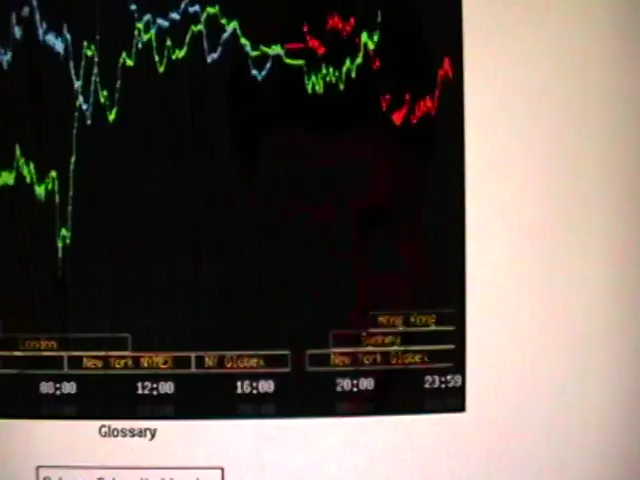 Hong Kong
London
Sydney
New York NYMEX
NY Globex
New York Globex
08:00
12:00
16:00
20:00
23:59
Glossary